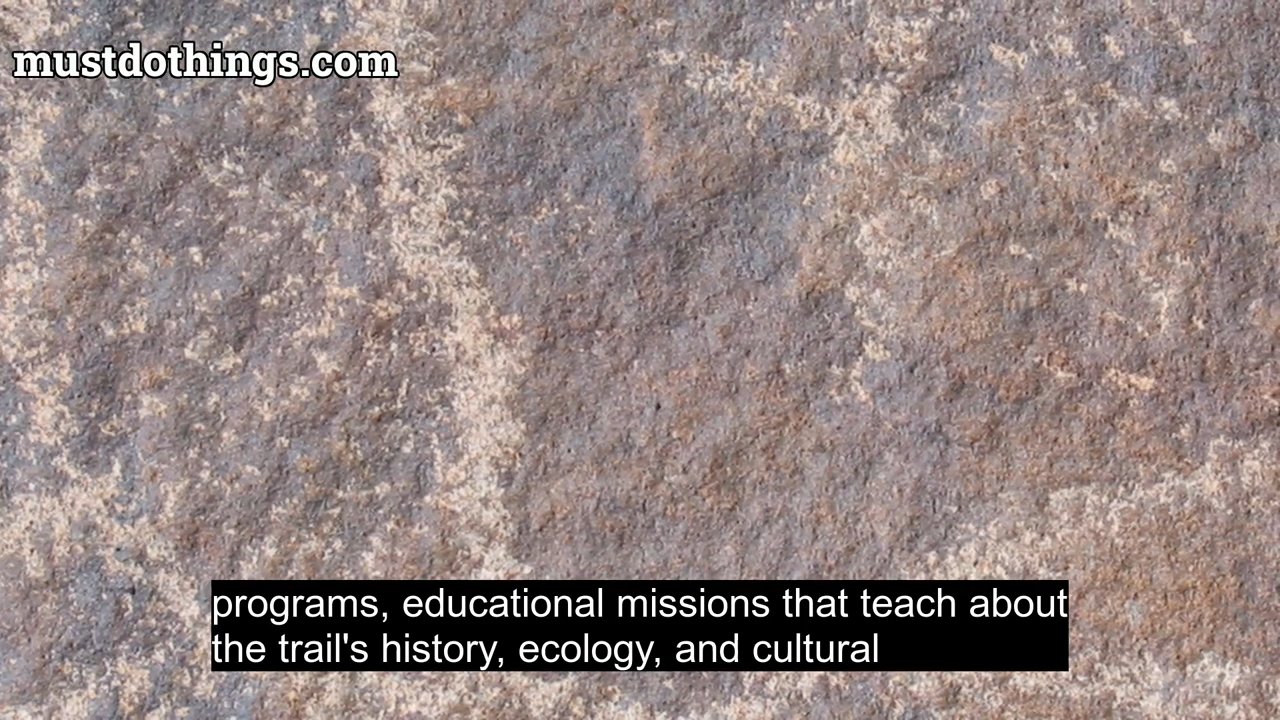 mustdothings.com
programs, educational missions that teach about
the trail's history, ecology, and cultural